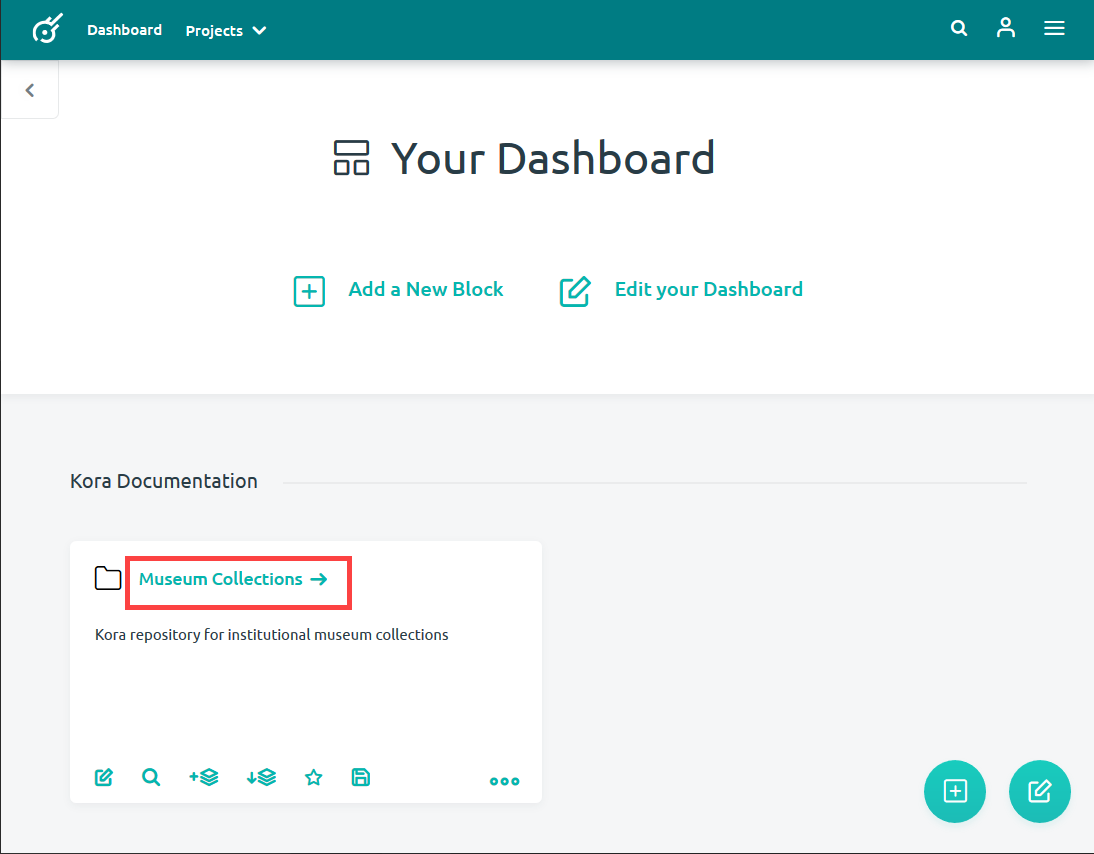 Dashboard Projects
Your Dashboard
Add a New Block Edit your Dashboard
Kora Documentation
Museum Collections
Kora repository for institutional museum collections